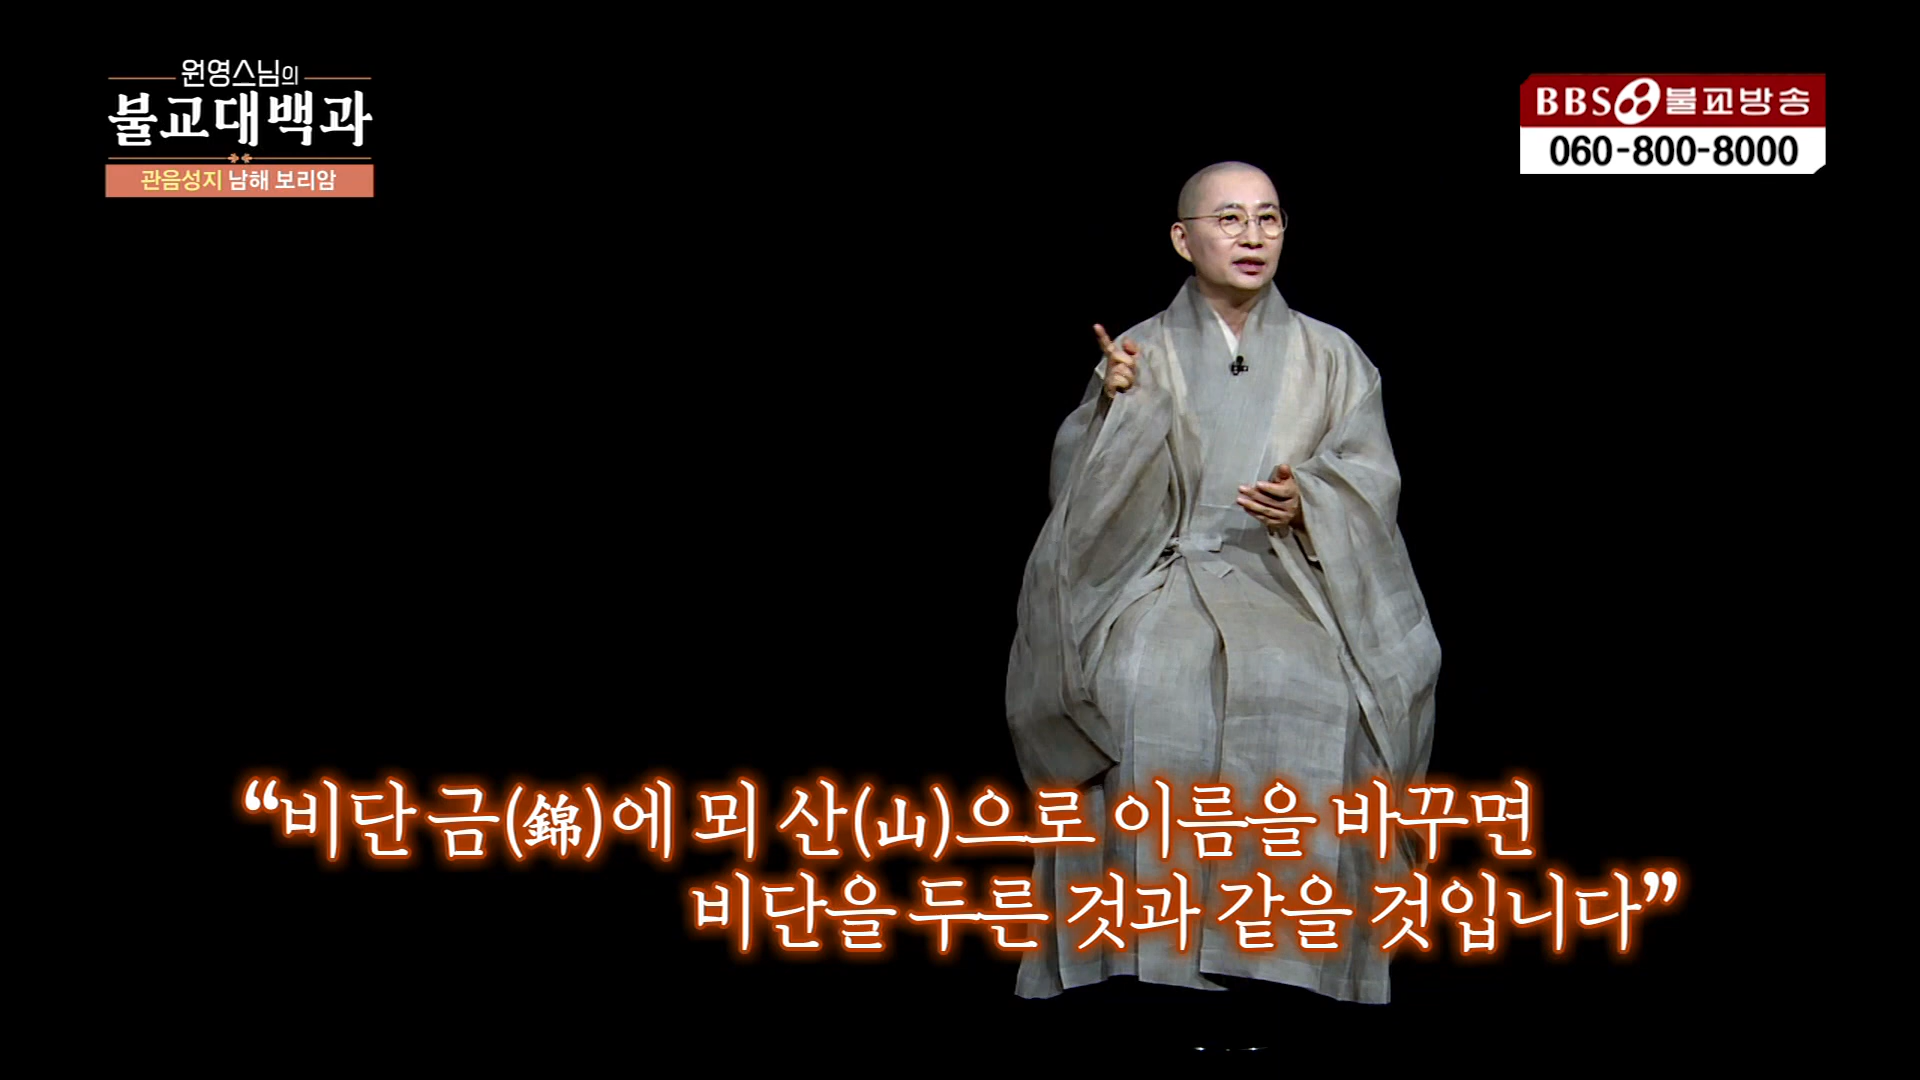 원영스님의
불교대백과
관음성지 남해 보리암
BBS 불교방송
060-800-8000
“비단 금(錦)에 뫼 산(山)으로 이름을 바꾸면
비단을 두른 것과 같을 것입니다”